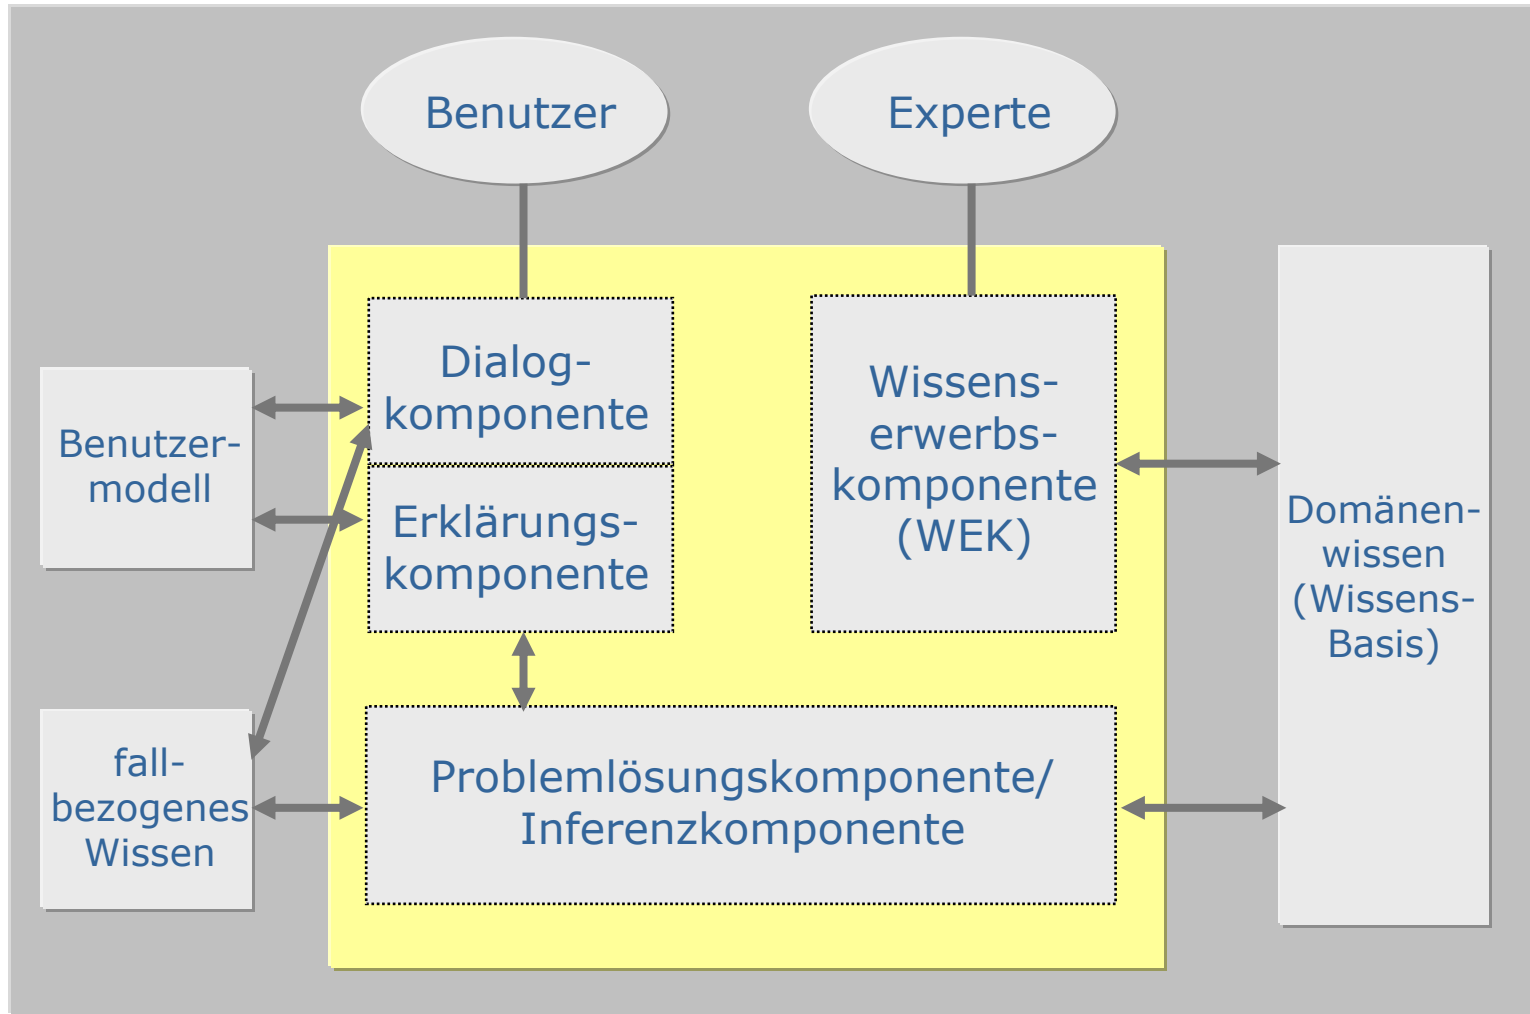 Benutzer
Experte
Dialog-
komponente
Erklärungs-
komponente
Wissens-
erwerbs-
komponente
(WEK)
Benutzer-
modell
fall-
bezogenes
Wissen
Problemlösungskomponente/
Inferenzkomponente
Domänen-
wissen
(Wissens-
Basis)